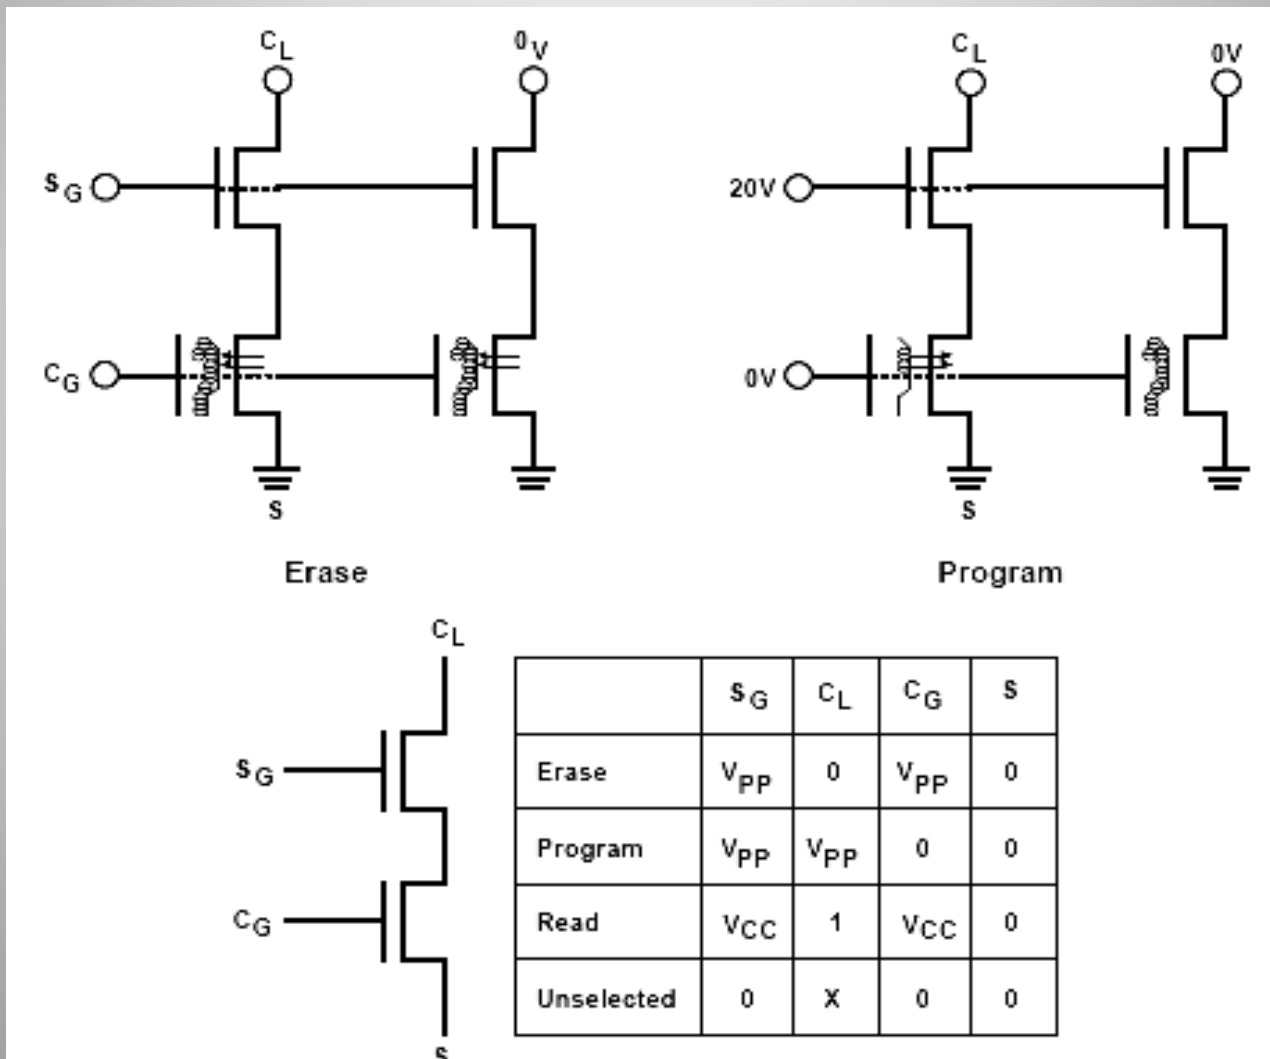 CL 0V CL 0V
SG 20V
CG 0V
S S
Erase Program
CL
SG
CG
S
SG CL CG S
Erase VPP 0 VPP 0
Program VPP VPP 0 0
Read VCC 1 VCC 0
Unselected 0 X 0 0